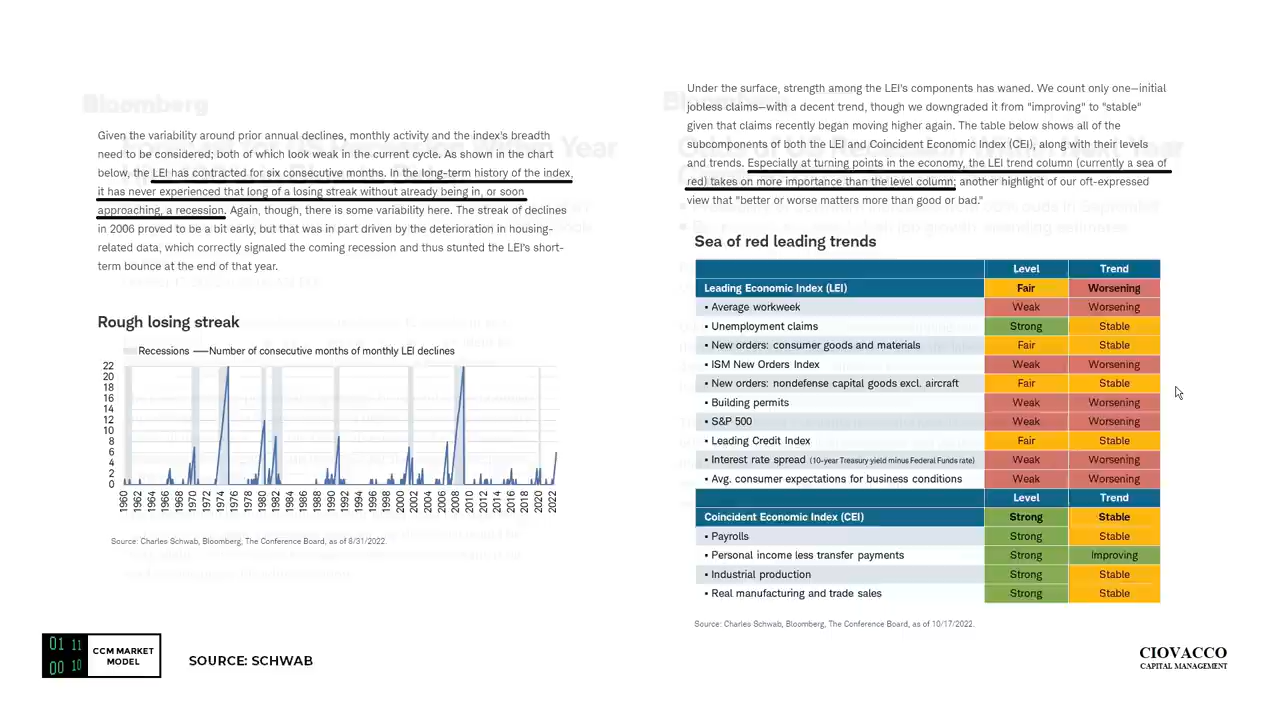 Bloomberg
Given the variability around prior annual declines, monthly activity and the index's breadth
need to be considered; both of which look weak in the current cycle. As shown in the chart
below, the LEI has contracted for six consecutive months. In the long-term history of the index,
it has never experienced that long of a losing streak without already being in, or soon
approaching, a recession. Again, though, there is some variability here. The streak of declines
in 2006 proved to be a bit early, but that was in part driven by the deterioration in housing-
related data, which correctly signaled the coming recession and thus stunted the LEI's short-
term bounce at the end of that year.
Rough losing streak
Recessions Number of consecutive months of monthly LEI declines
22
20
18
16
14
12
10
8
6
4
2
0
1960 1962 1964 1966 1968 1970 1972 1974 1976 1978 1980 1982 1984 1986 1988 1990 1992 1994 1996 1998 2000 2002 2004 2006 2008 2010 2012 2014 2016 2018 2020 2022
Source: Charles Schwab, Bloomberg, The Conference Board, as of 8/31/2022.
Under the surface, strength among the LEI's components has waned. We count only one—initial
jobless claims—with a decent trend, though we downgraded it from "improving" to "stable"
given that claims recently began moving higher again. The table below shows all of the
subcomponents of both the LEI and Coincident Economic Index (CEI), along with their levels
and trends. Especially at turning points in the economy, the LEI trend column (currently a sea of
red) takes on more importance than the level column; another highlight of our oft-expressed
view that "better or worse matters more than good or bad."
Sea of red leading trends
Level Trend
Leading Economic Index (LEI) Fair Worsening
▪ Average workweek Weak Worsening
▪ Unemployment claims Strong Stable
▪ New orders: consumer goods and materials Fair Stable
▪ ISM New Orders Index Weak Worsening
▪ New orders: nondefense capital goods excl. aircraft Fair Stable
▪ Building permits Weak Worsening
▪ S&P 500 Weak Worsening
▪ Leading Credit Index Fair Stable
▪ Interest rate spread (10-year Treasury yield minus Federal Funds rate) Weak Worsening
▪ Avg. consumer expectations for business conditions Weak Worsening
Level Trend
Coincident Economic Index (CEI) Strong Stable
▪ Payrolls Strong Stable
▪ Personal income less transfer payments Strong Improving
▪ Industrial production Strong Stable
▪ Real manufacturing and trade sales Strong Stable
Source: Charles Schwab, Bloomberg, The Conference Board, as of 10/17/2022.
01 11
00 10
CCM MARKET
MODEL
SOURCE: SCHWAB
CIOVACCO
CAPITAL MANAGEMENT